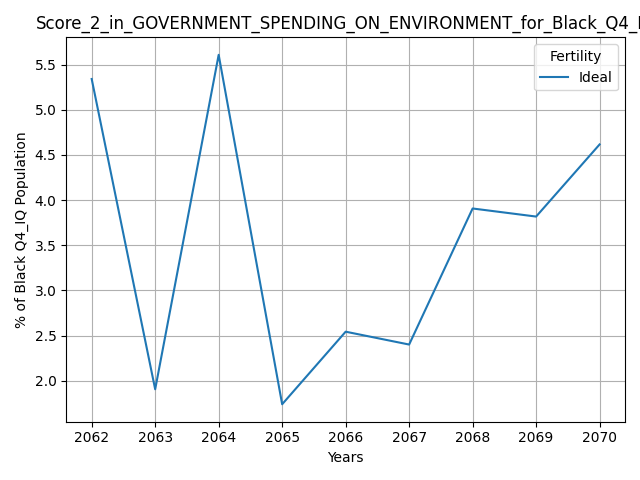 Score_2_in_GOVERNMENT_SPENDING_ON_ENVIRONMENT_for_Black_Q4_I
Fertility
Ideal
5.5
5.0
4.5
4.0
3.5
3.0
2.5
2.0
% of Black Q4_IQ Population
2062 2063 2064 2065 2066 2067 2068 2069 2070
Years